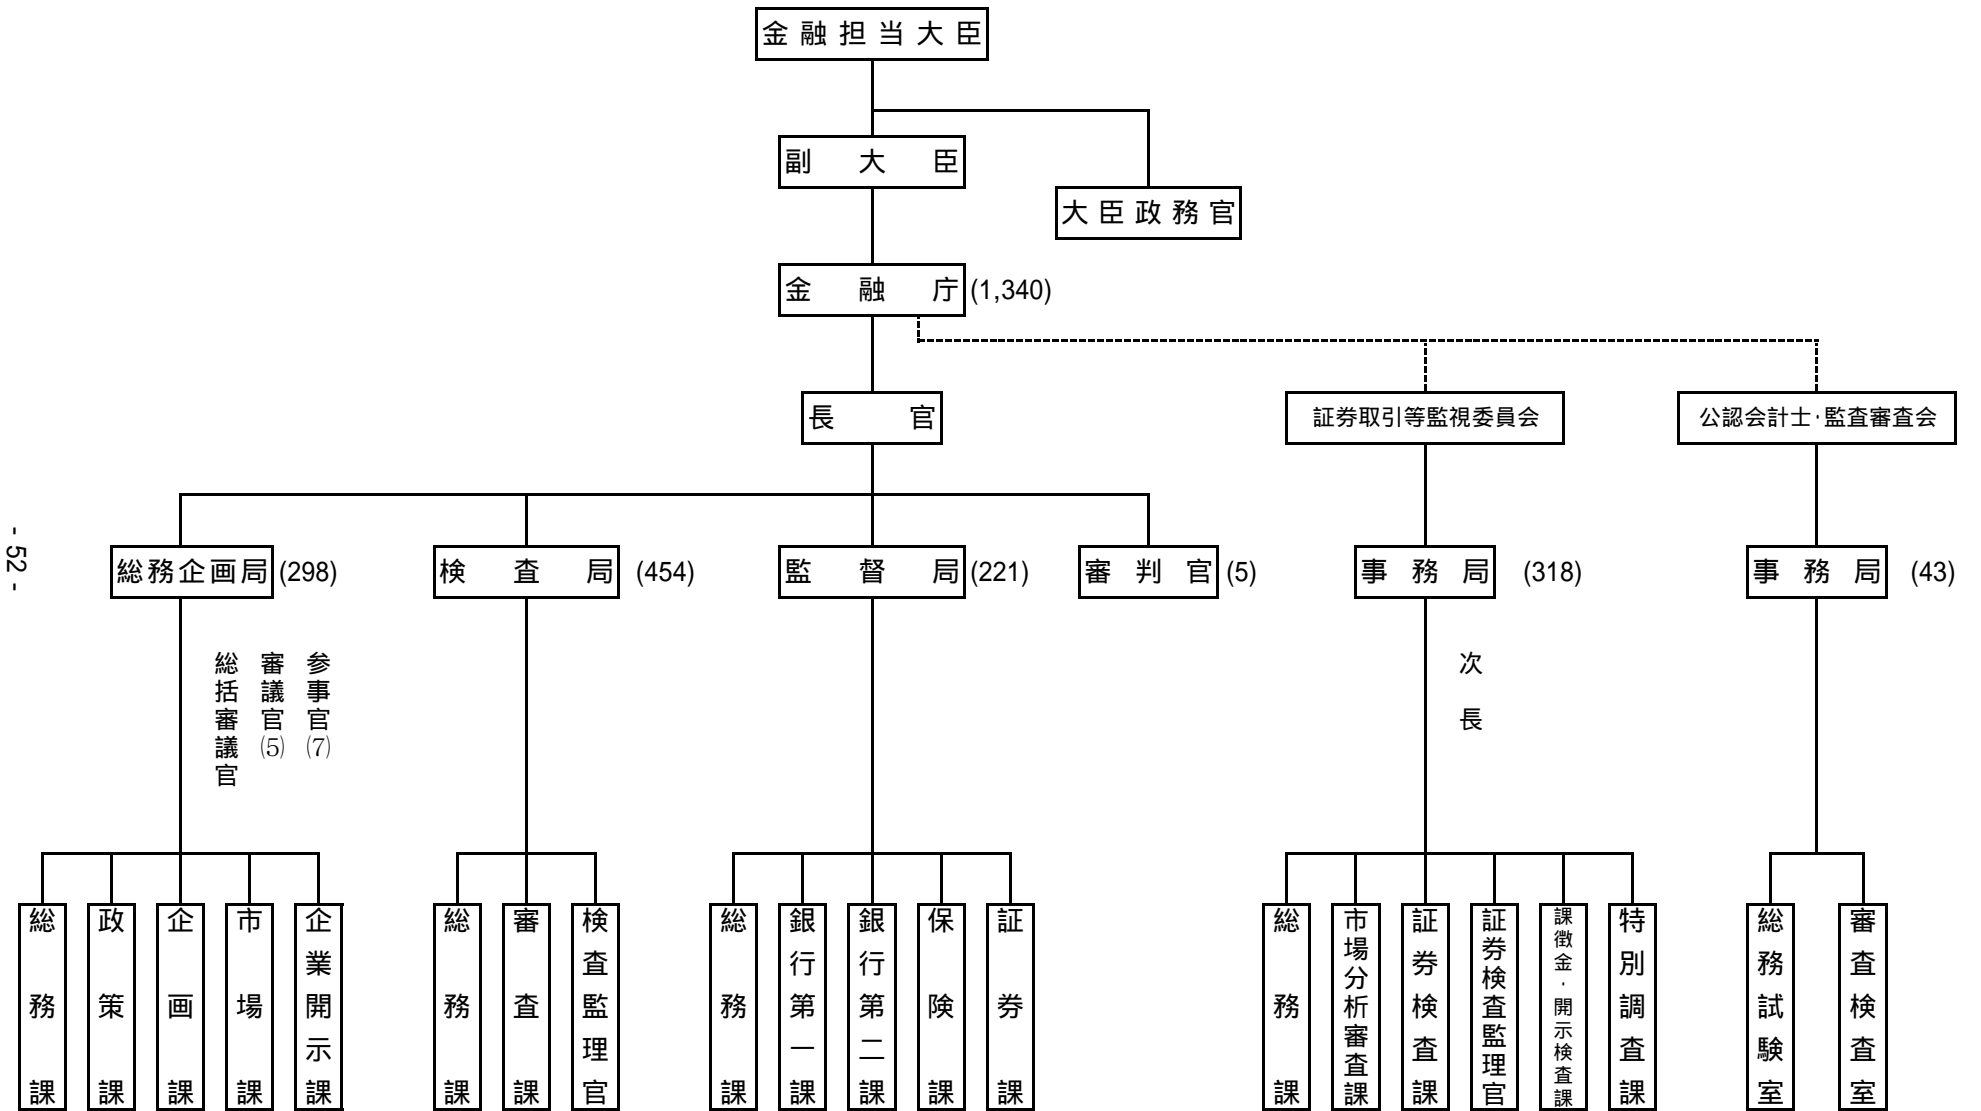 金融担当大臣
副大臣
大臣政務官
金融庁 (1,340)
長官
証券取引等監視委員会
公認会計士・監査審査会
総務企画局 (298)
検査局 (454)
監督局 (221)
審判官 (5)
事務局 (318)
事務局 (43)
総括審議官
審議官(5)
参事官(7)
次長
総務課
政策課
企画課
市場課
企業開示課
総務課
審査課
検査監理官
総務課
銀行第一課
銀行第二課
保険課
証券課
総務課
市場分析審査課
証券検査課
証券検査監理官
課徴金・開示検査課
特別調査課
総務試験室
審査検査室
- 52 -